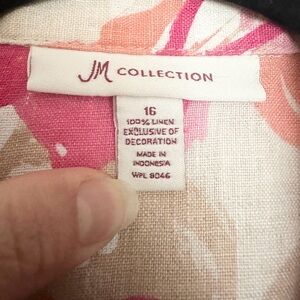 JM COLLECTION
16
100% LINEN
EXCLUSIVE OF
DECORATION
MADE IN
INDONESIA
WPL 8046